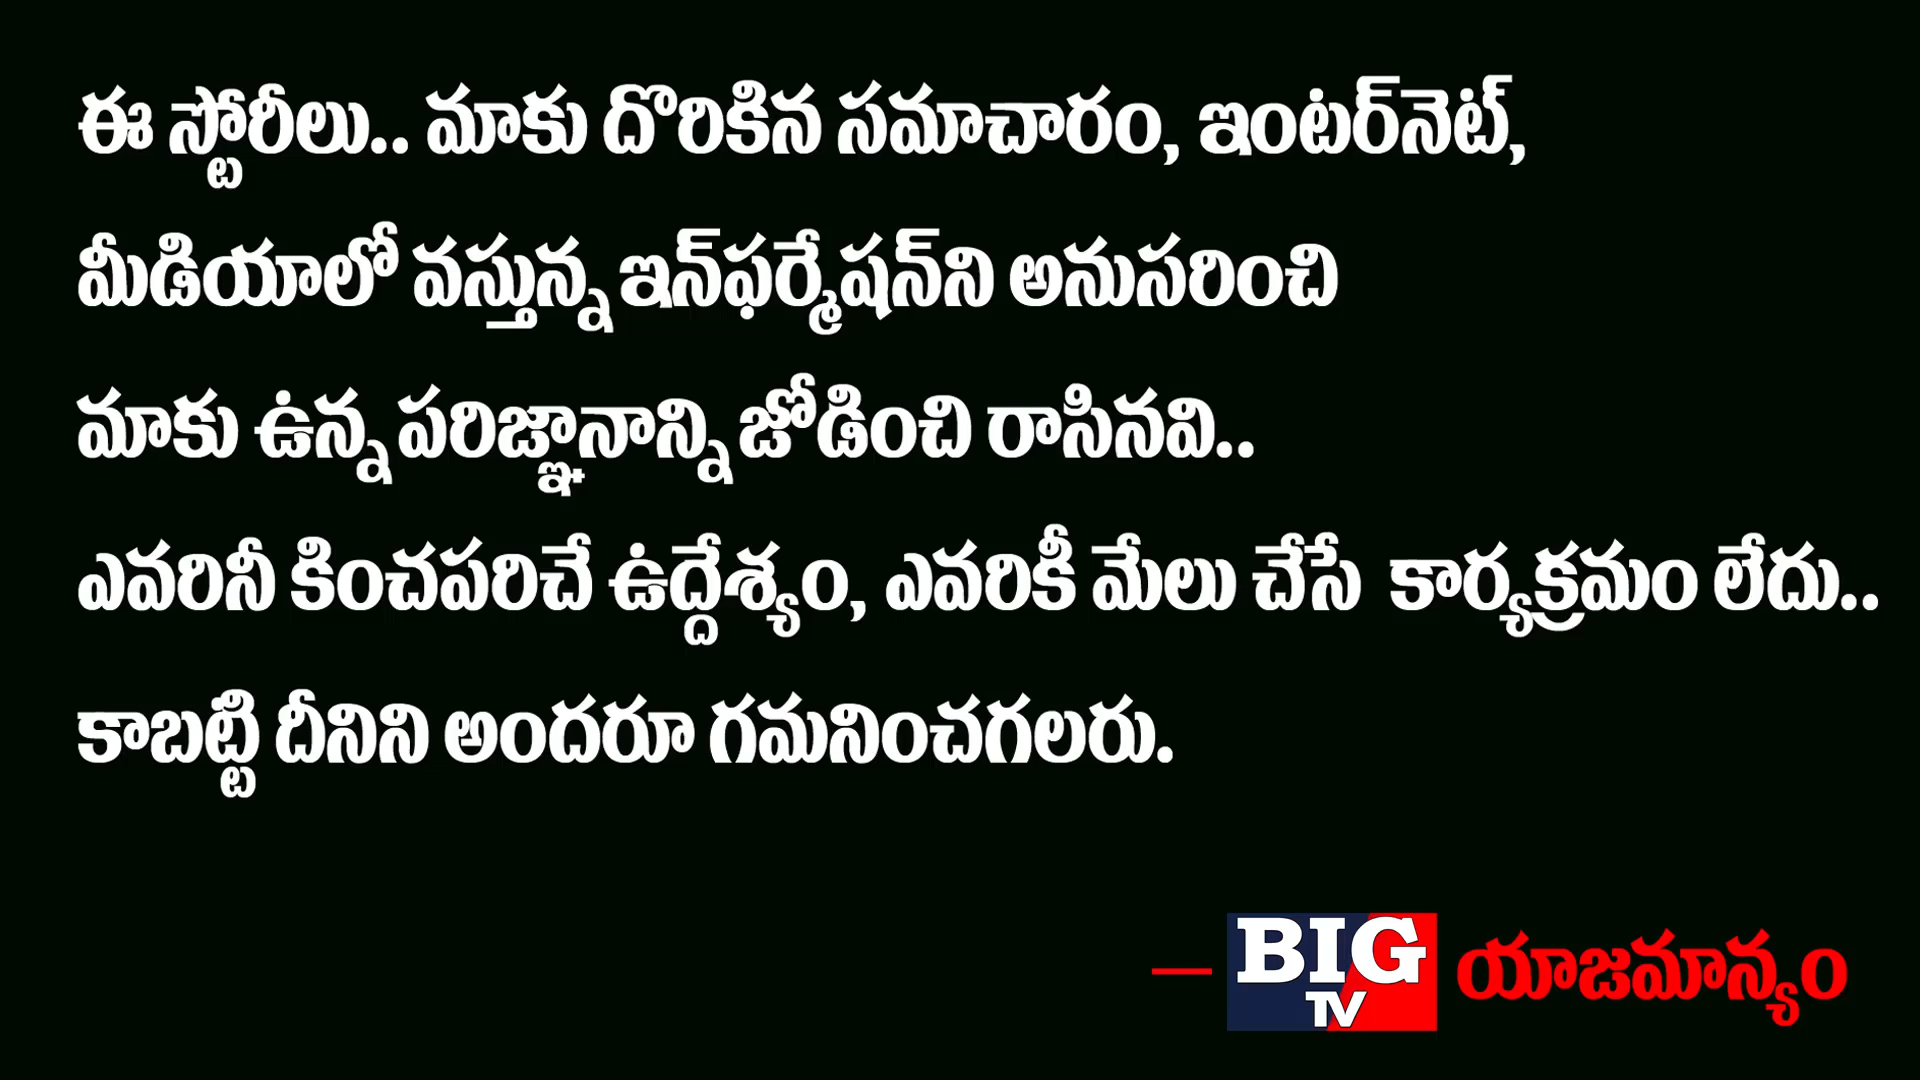 ఈ స్టోరీలు.. మాకు దొరికిన సమాచారం, ఇంటర్‌నెట్,
మీడియాలో వస్తున్న ఇన్‌ఫర్మేషన్‌ని అనుసరించి
మాకు ఉన్న పరిజ్ఞానాన్ని జోడించి రాసినవి..
ఎవరినీ కించపరిచే ఉద్దేశ్యం, ఎవరికీ మేలు చేసే కార్యక్రమం లేదు..
కాబట్టి దీనిని అందరూ గమనించగలరు.
— BIG TV యాజమాన్యం